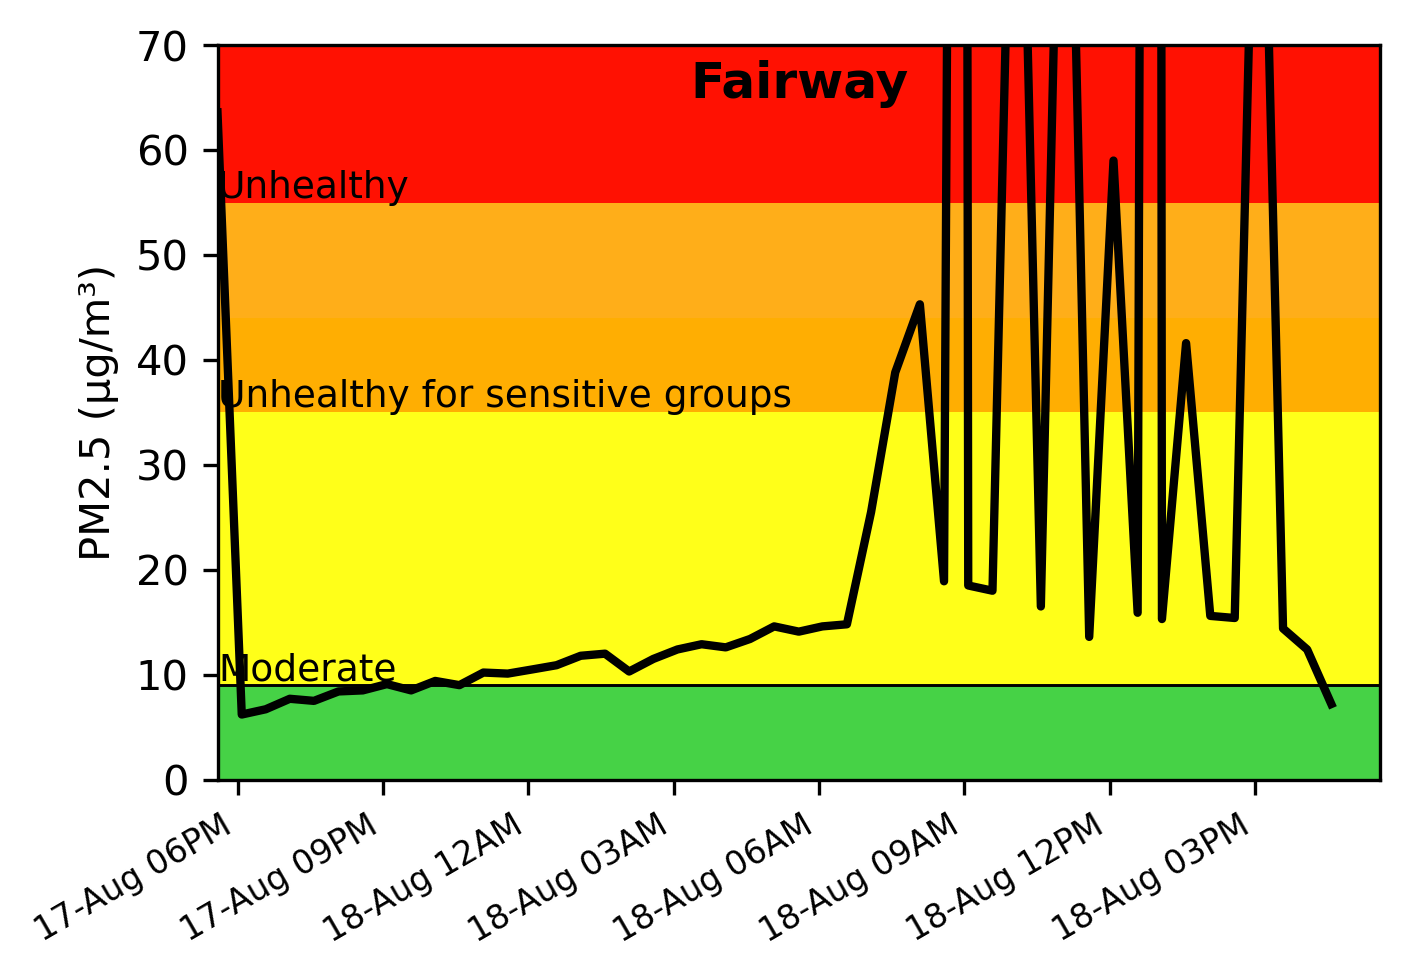 Fairway
PM2.5 (µg/m³)
70
60
50
40
30
20
10
0
Unhealthy
Unhealthy for sensitive groups
Moderate
17-Aug 06PM
17-Aug 09PM
18-Aug 12AM
18-Aug 03AM
18-Aug 06AM
18-Aug 09AM
18-Aug 12PM
18-Aug 03PM